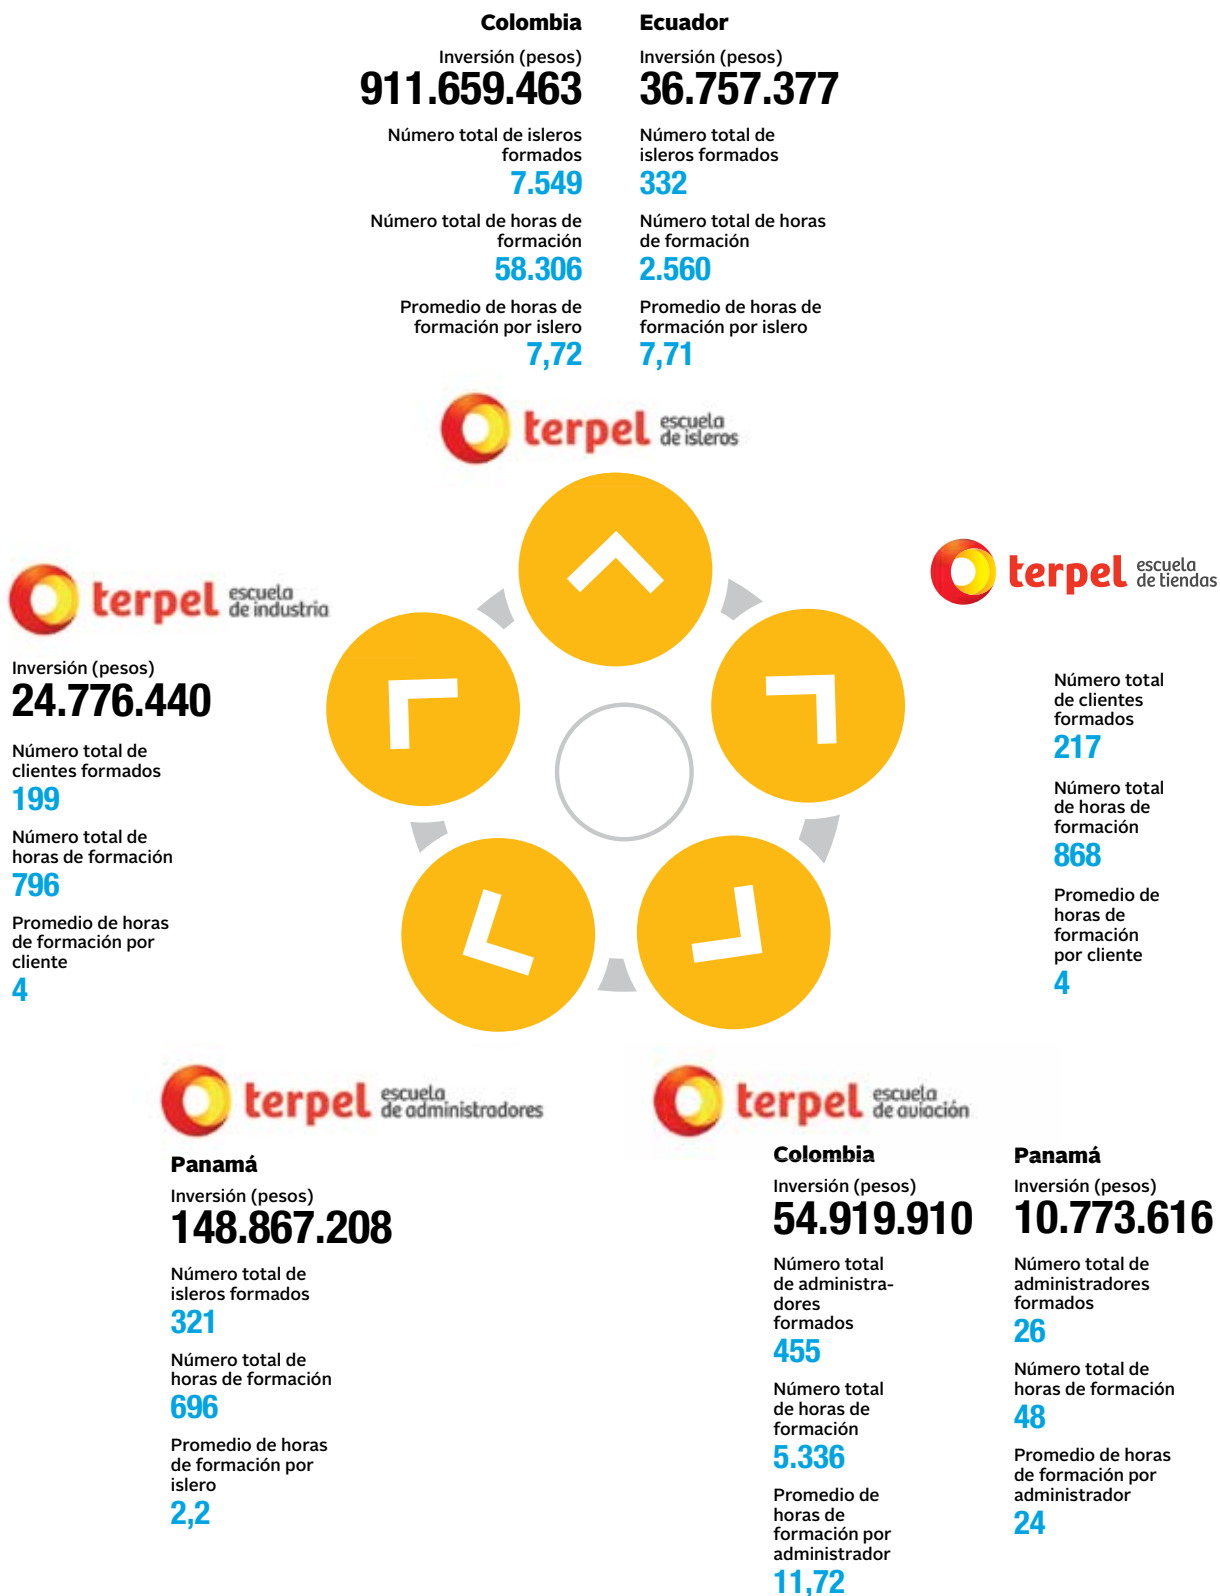 Colombia
Inversión (pesos)
911.659.463
Número total de isleros
formados
7.549
Número total de horas de
formación
58.306
Promedio de horas de
formación por islero
7,72
Ecuador
Inversión (pesos)
36.757.377
Número total de
isleros formados
332
Número total de horas
de formación
2.560
Promedio de horas de
formación por islero
7,71
terpel escuela
de isleros
terpel escuela
de industria
Inversión (pesos)
24.776.440
Número total de
clientes formados
199
Número total de
horas de formación
796
Promedio de horas
de formación por
cliente
4
terpel escuela
de tiendas
Número total
de clientes
formados
217
Número total
de horas de
formación
868
Promedio de
horas de
formación
por cliente
4
terpel escuela
de administradores
Panamá
Inversión (pesos)
148.867.208
Número total de
isleros formados
321
Número total de
horas de formación
696
Promedio de horas
de formación por
islero
2,2
terpel escuela
de aviación
Colombia
Inversión (pesos)
54.919.910
Número total
de administra-
dores
formados
455
Número total
de horas de
formación
5.336
Promedio de
horas de
formación por
administrador
11,72
Panamá
Inversión (pesos)
10.773.616
Número total de
administradores
formados
26
Número total de
horas de formación
48
Promedio de horas
de formación por
administrador
24